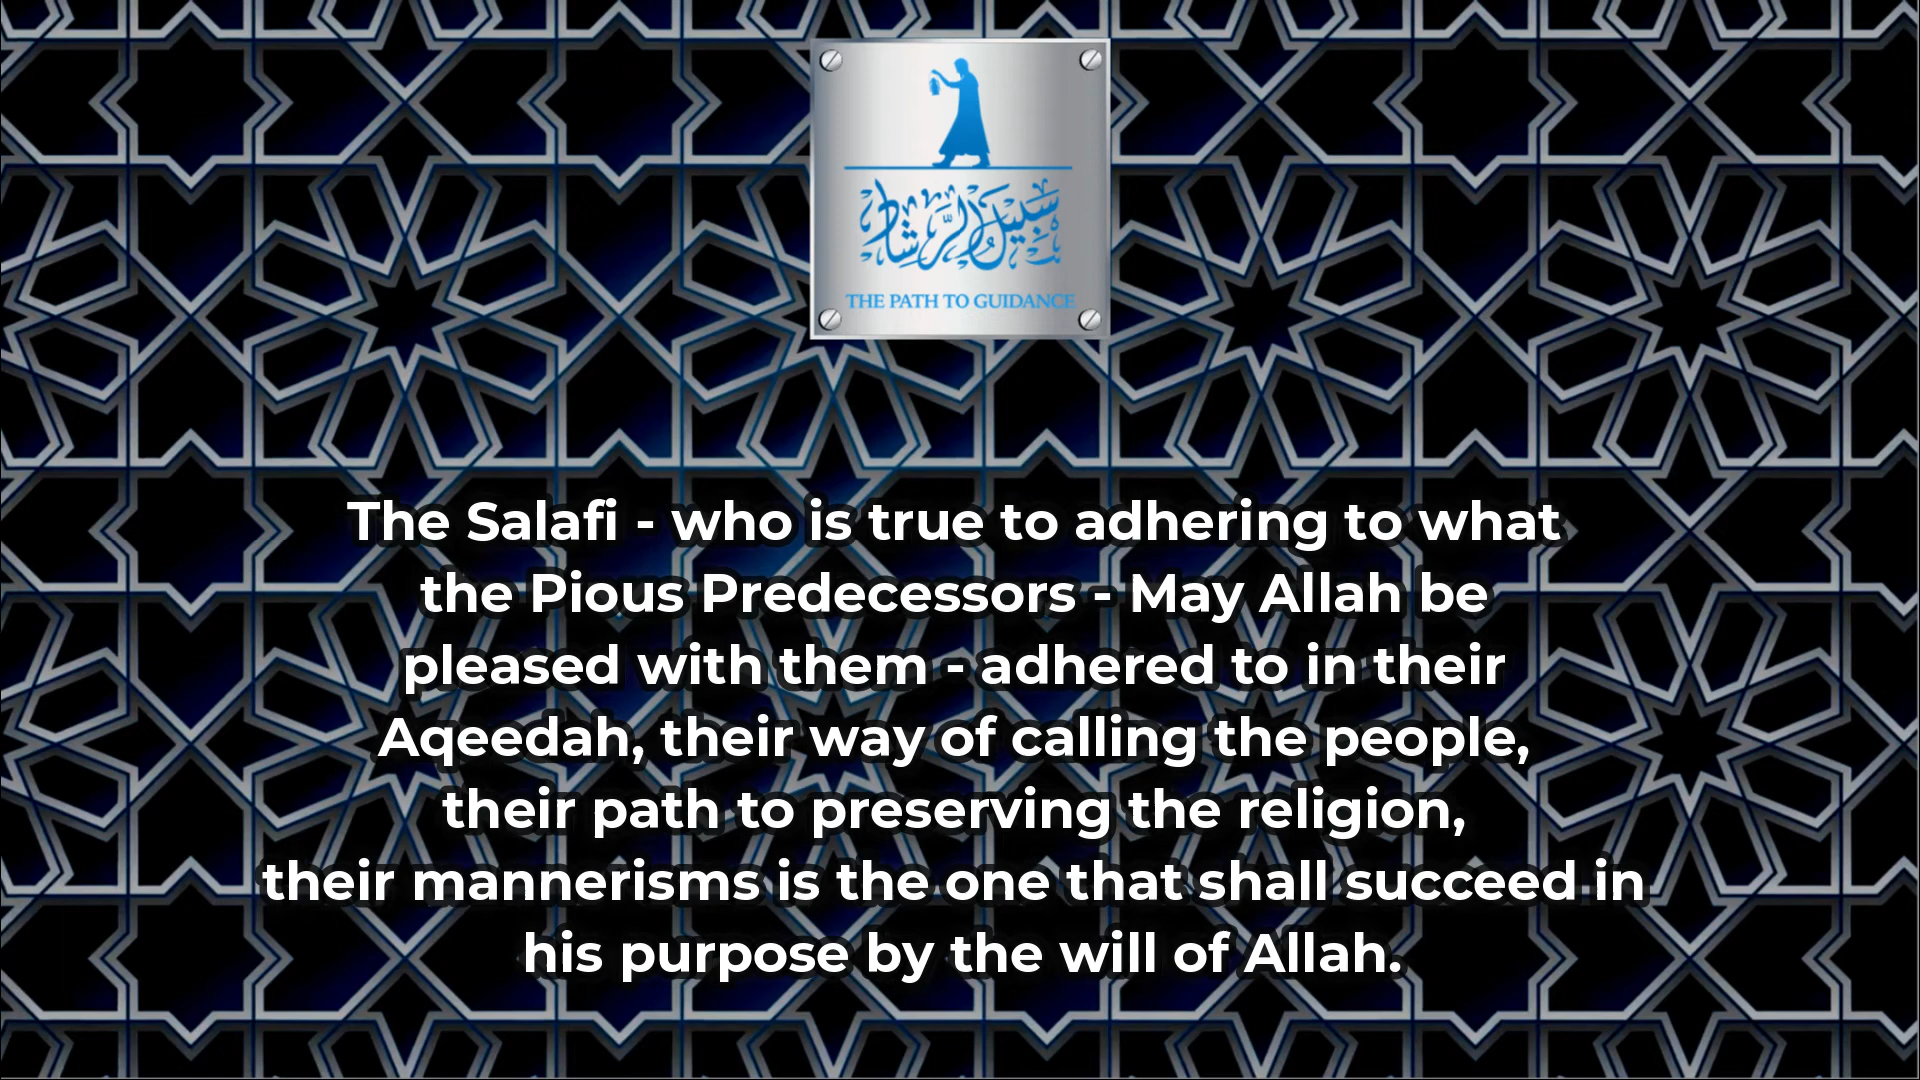 سبيل الرشاد
THE PATH TO GUIDANCE
The Salafi - who is true to adhering to what
the Pious Predecessors - May Allah be
pleased with them - adhered to in their
Aqeedah, their way of calling the people,
their path to preserving the religion,
their mannerisms is the one that shall succeed in
his purpose by the will of Allah.